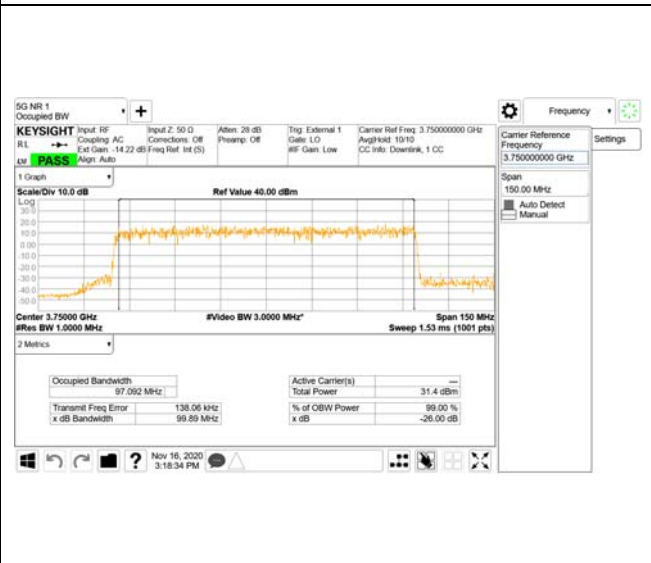 5G NR 1
Occupied BW
Frequency
KEYSIGHT
Input: RF
Input Z: 50 Ω
Atten: 28 dB
Trig: External 1
Carrier Ref Freq: 3.750000000 GHz
Coupling: AC
Corrections: Off
Preamp: Off
Gate: LO
Avg|Hold: 10/10
Ext Gain: -14.22 dB
Freq Ref: Int (S)
#IF Gain: Low
CC Info: Downlink, 1 CC
RL
PASS
Align: Auto
Carrier Reference
Frequency
3.750000000 GHz
Settings
Span
150.00 MHz
Auto Detect
Manual
1 Graph
Scale/Div 10.0 dB
Ref Value 40.00 dBm
Log
30.0
20.0
10.0
0.00
-10.0
-20.0
-30.0
-40.0
-50.0
Center 3.75000 GHz
#Video BW 3.0000 MHz*
Span 150 MHz
#Res BW 1.0000 MHz
Sweep 1.53 ms (1001 pts)
2 Metrics
Occupied Bandwidth
97.092 MHz
Active Carrier(s)
---
Total Power
31.4 dBm
Transmit Freq Error
138.06 kHz
% of OBW Power
99.00 %
x dB Bandwidth
99.89 MHz
x dB
-26.00 dB
?
Nov 16, 2020
3:18:34 PM